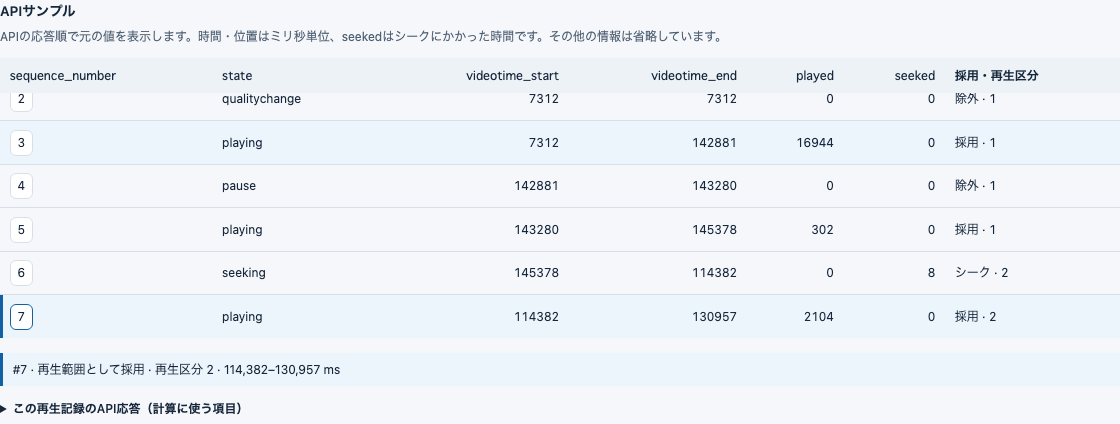 APIサンプル
APIの応答順で元の値を表示します。時間・位置はミリ秒単位、seekedはシークにかかった時間です。その他の情報は省略しています。
sequence_number state videotime_start videotime_end played seeked 採用・再生区分
2 qualitychange 7312 7312 0 0 除外・1
3 playing 7312 142881 16944 0 採用・1
4 pause 142881 143280 0 0 除外・1
5 playing 143280 145378 302 0 採用・1
6 seeking 145378 114382 0 8 シーク・2
7 playing 114382 130957 2104 0 採用・2
#7・再生範囲として採用・再生区分 2・114,382–130,957 ms
▶ この再生記録のAPI応答（計算に使う項目）